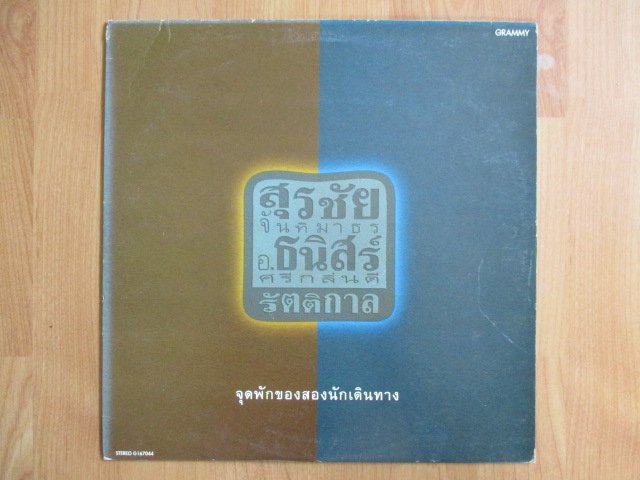 GRAMMY
สุรชัย
จันทิมาธร
อ.ธนิสร์
ศรีกลิ่นดี
รัตติกาล
จุดพักของสองนักเดินทาง
STEREO G167044